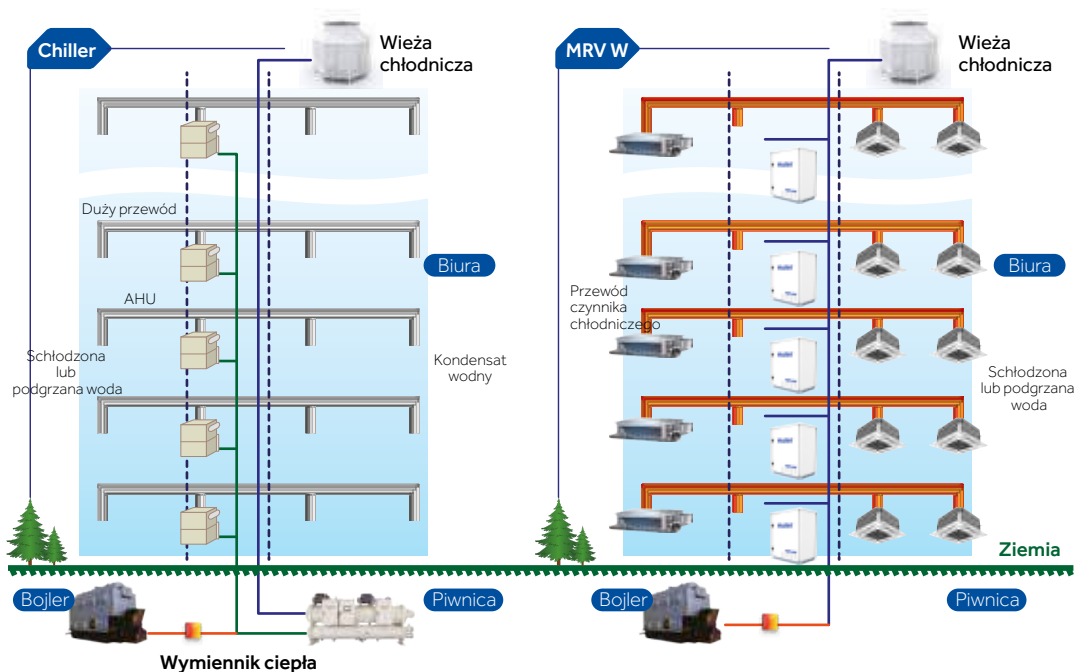 Chiller
Wieża
chłodnicza
Duży przewód
Biura
AHU
Schłodzona
lub
podgrzana woda
Kondensat
wodny
Bojler
Piwnica
Wymiennik ciepła
MRV W
Wieża
chłodnicza
Biura
Przewód
czynnika
chłodniczego
Schłodzona
lub podgrzana
woda
Ziemia
Bojler
Piwnica